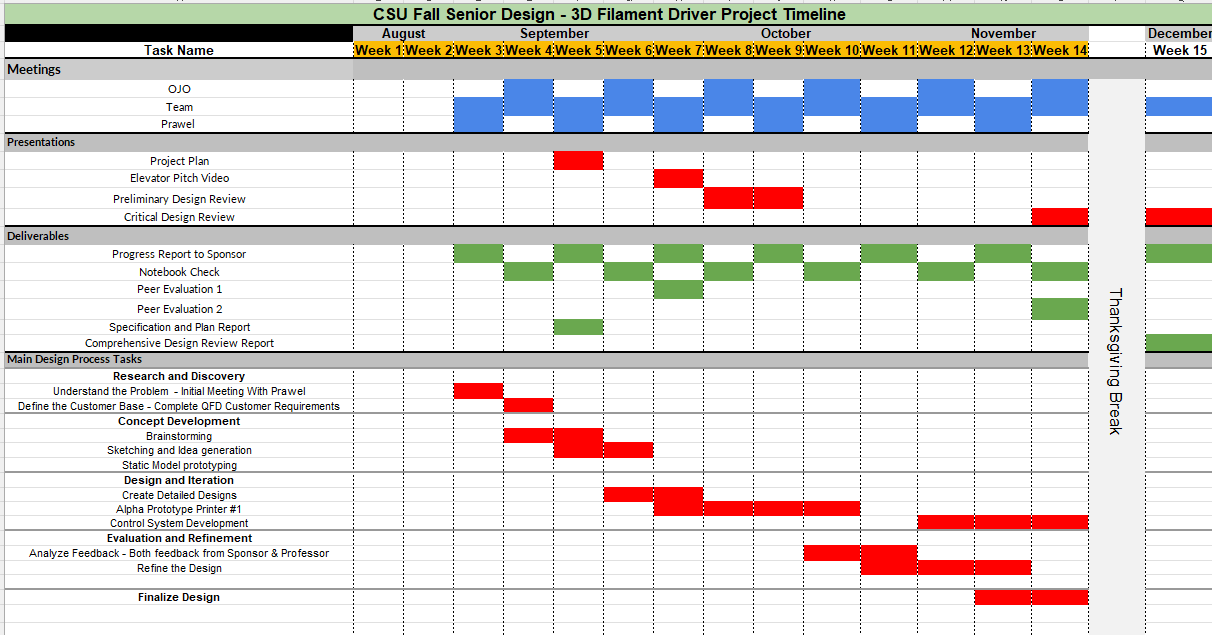 CSU Fall Senior Design - 3D Filament Driver Project Timeline
August September October November December
Task Name Week 1 Week 2 Week 3 Week 4 Week 5 Week 6 Week 7 Week 8 Week 9 Week 10 Week 11 Week 12 Week 13 Week 14 Week 15
Meetings
OJO
Team
Prawel
Presentations
Project Plan
Elevator Pitch Video
Preliminary Design Review
Critical Design Review
Deliverables
Progress Report to Sponsor
Notebook Check
Peer Evaluation 1
Peer Evaluation 2
Specification and Plan Report
Comprehensive Design Review Report
Main Design Process Tasks
Research and Discovery
Understand the Problem - Initial Meeting With Prawel
Define the Customer Base - Complete QFD Customer Requirements
Concept Development
Brainstorming
Sketching and Idea generation
Static Model prototyping
Design and Iteration
Create Detailed Designs
Alpha Prototype Printer #1
Control System Development
Evaluation and Refinement
Analyze Feedback - Both feedback from Sponsor & Professor
Refine the Design
Finalize Design
Thanksgiving Break